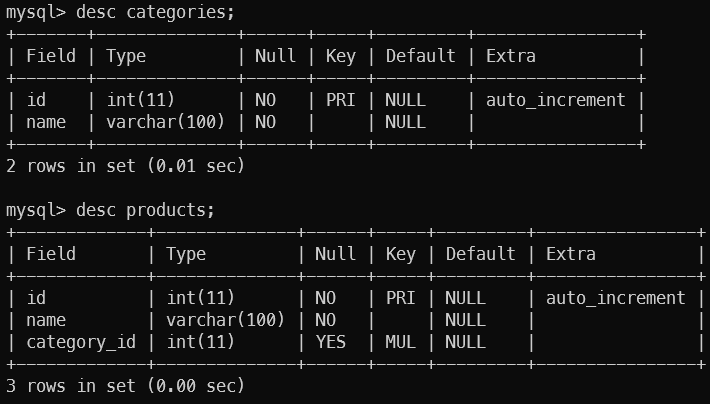 mysql> desc categories;
+-------+--------------+------+-----+---------+----------------+
| Field | Type         | Null | Key | Default | Extra          |
+-------+--------------+------+-----+---------+----------------+
| id    | int(11)      | NO   | PRI | NULL    | auto_increment |
| name  | varchar(100) | NO   |     | NULL    |                |
+-------+--------------+------+-----+---------+----------------+
2 rows in set (0.01 sec)

mysql> desc products;
+-------------+--------------+------+-----+---------+----------------+
| Field       | Type         | Null | Key | Default | Extra          |
+-------------+--------------+------+-----+---------+----------------+
| id          | int(11)      | NO   | PRI | NULL    | auto_increment |
| name        | varchar(100) | NO   |     | NULL    |                |
| category_id | int(11)      | YES  | MUL | NULL    |                |
+-------------+--------------+------+-----+---------+----------------+
3 rows in set (0.00 sec)